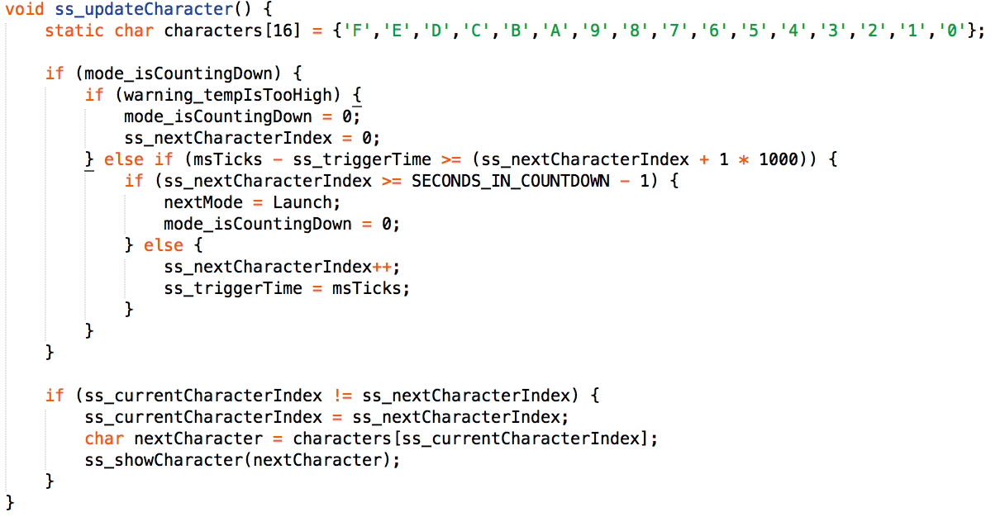 void ss_updateCharacter() {
    static char characters[16] = {'F','E','D','C','B','A','9','8','7','6','5','4','3','2','1','0'};

    if (mode_isCountingDown) {
        if (warning_tempIsTooHigh) {
            mode_isCountingDown = 0;
            ss_nextCharacterIndex = 0;
        } else if (msTicks - ss_triggerTime >= (ss_nextCharacterIndex + 1 * 1000)) {
            if (ss_nextCharacterIndex >= SECONDS_IN_COUNTDOWN - 1) {
                nextMode = Launch;
                mode_isCountingDown = 0;
            } else {
                ss_nextCharacterIndex++;
                ss_triggerTime = msTicks;
            }
        }
    }

    if (ss_currentCharacterIndex != ss_nextCharacterIndex) {
        ss_currentCharacterIndex = ss_nextCharacterIndex;
        char nextCharacter = characters[ss_currentCharacterIndex];
        ss_showCharacter(nextCharacter);
    }
}